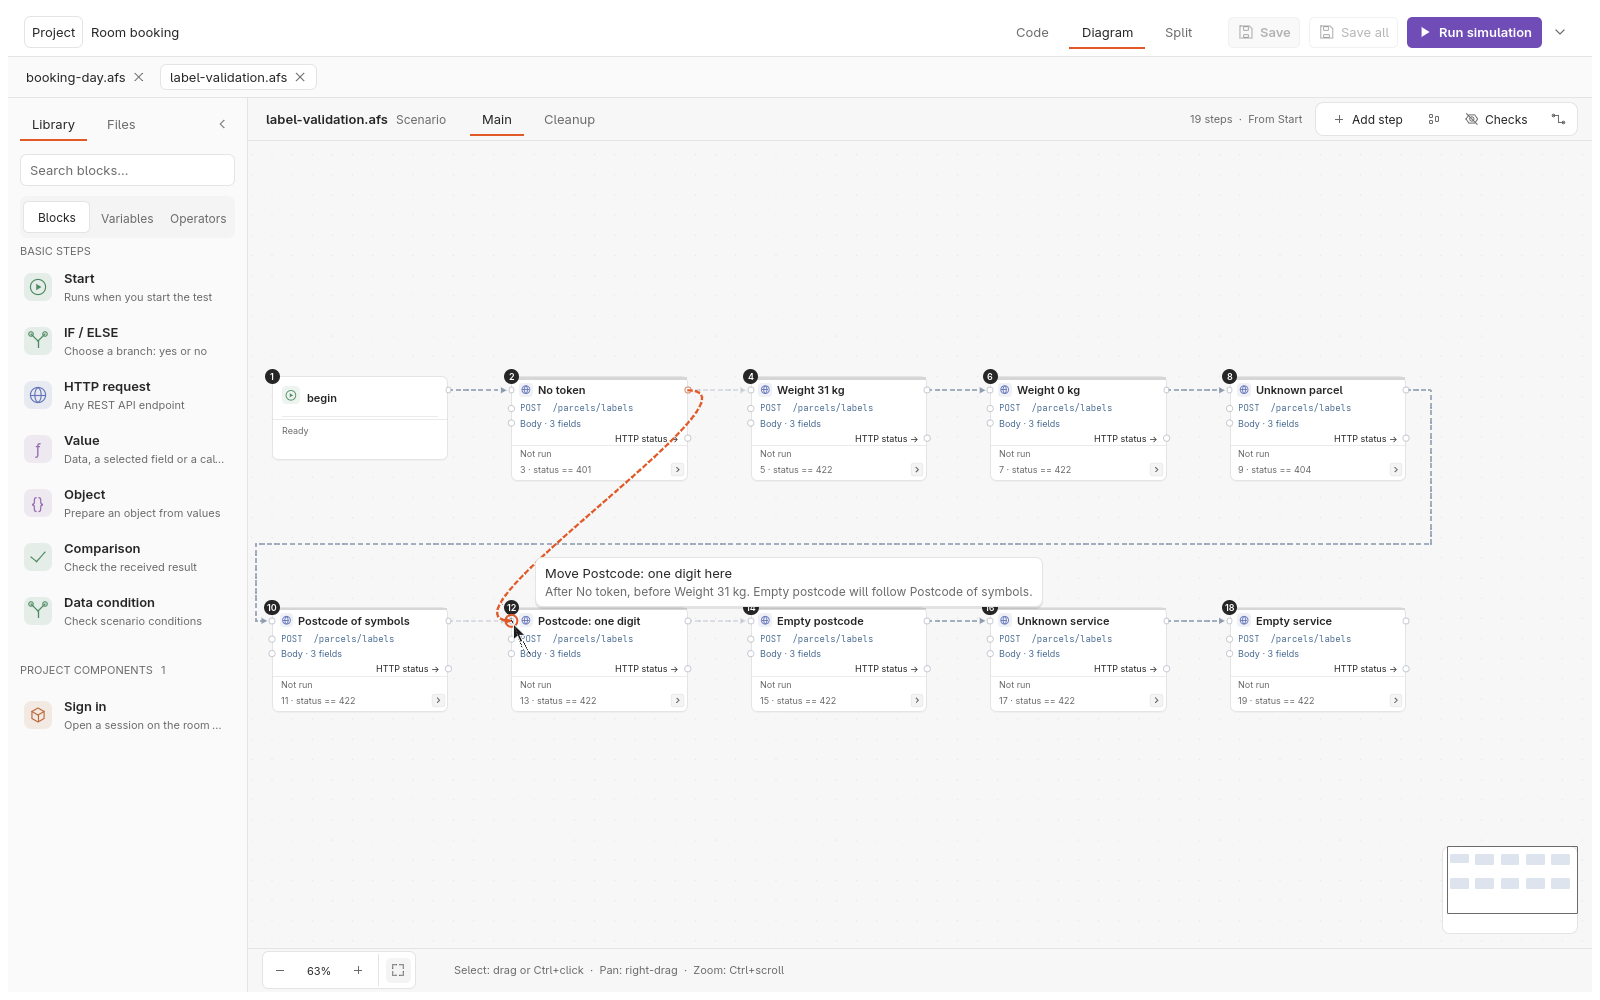 Project Room booking
Code Diagram Split Save Save all Run simulation
booking-day.afs label-validation.afs
Library Files
label-validation.afs Scenario Main Cleanup 19 steps · From Start Add step Checks
Search blocks...
Blocks Variables Operators
BASIC STEPS
Start
Runs when you start the test
IF / ELSE
Choose a branch: yes or no
HTTP request
Any REST API endpoint
Value
Data, a selected field or a cal...
Object
Prepare an object from values
Comparison
Check the received result
Data condition
Check scenario conditions
PROJECT COMPONENTS 1
Sign in
Open a session on the room ...
1
begin
Ready
2
No token
POST /parcels/labels
Body · 3 fields
HTTP status →
Not run
3 · status == 401
4
Weight 31 kg
POST /parcels/labels
Body · 3 fields
HTTP status →
Not run
5 · status == 422
6
Weight 0 kg
POST /parcels/labels
Body · 3 fields
HTTP status →
Not run
7 · status == 422
8
Unknown parcel
POST /parcels/labels
Body · 3 fields
HTTP status →
Not run
9 · status == 404
Move Postcode: one digit here
After No token, before Weight 31 kg. Empty postcode will follow Postcode of symbols.
10
Postcode of symbols
POST /parcels/labels
Body · 3 fields
HTTP status →
Not run
11 · status == 422
12
Postcode: one digit
POST /parcels/labels
Body · 3 fields
HTTP status →
Not run
13 · status == 422
14
Empty postcode
POST /parcels/labels
Body · 3 fields
HTTP status →
Not run
15 · status == 422
16
Unknown service
POST /parcels/labels
Body · 3 fields
HTTP status →
Not run
17 · status == 422
18
Empty service
POST /parcels/labels
Body · 3 fields
HTTP status →
Not run
19 · status == 422
63%
Select: drag or Ctrl+click · Pan: right-drag · Zoom: Ctrl+scroll